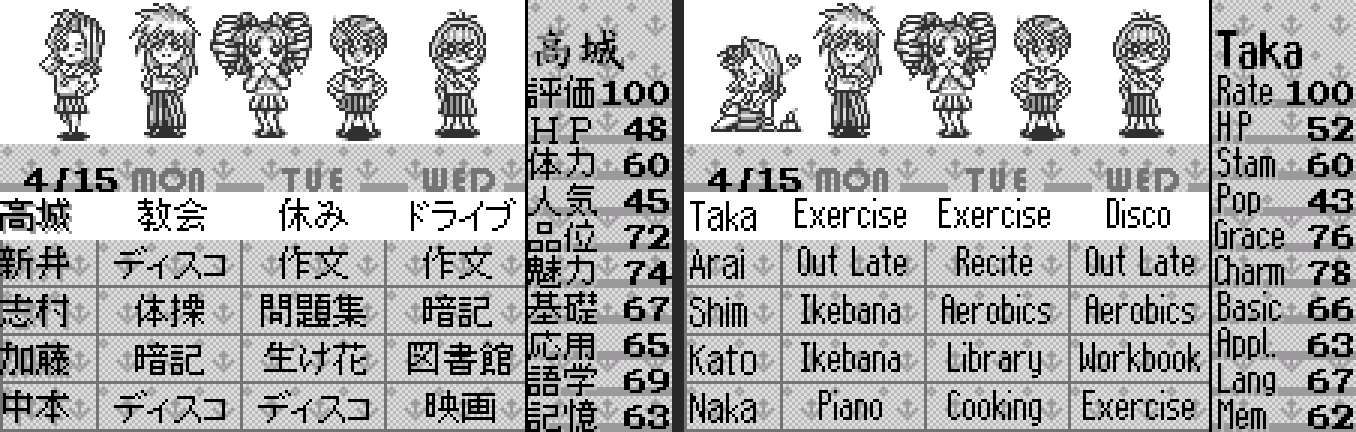 高城
評価 100
HP 48
体力 60
人気 45
品位 72
魅力 74
基礎 67
応用 65
語学 69
記憶 63
4/15 MON TUE WED
高城 教会 休み ドライブ
新井 ディスコ 作文 作文
志村 体操 問題集 暗記
加藤 暗記 生け花 図書館
中本 ディスコ ディスコ 映画
Taka
Rate 100
HP 52
Stam 60
Pop 43
Grace 76
Charm 78
Basic 66
Appl. 63
Lang 67
Mem 62
4/15 MON TUE WED
Taka Exercise Exercise Disco
Arai Out Late Recite Out Late
Shim Ikebana Aerobics Aerobics
Kato Ikebana Library Workbook
Naka Piano Cooking Exercise